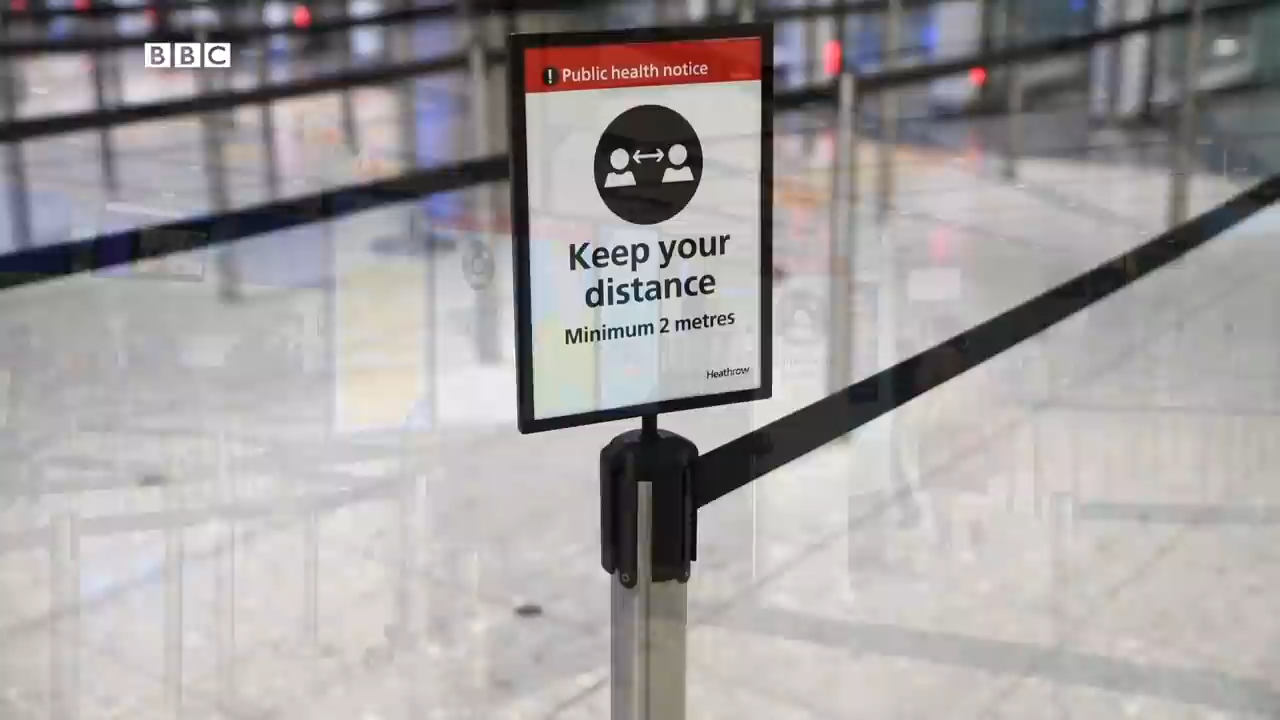 BBC
! Public health notice
Keep your
distance
Minimum 2 metres
Heathrow